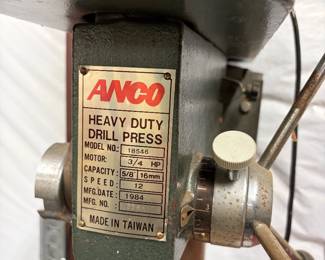 ANCO
HEAVY DUTY
DRILL PRESS
MODEL NO.: 18546
MOTOR: 3/4 HP
CAPACITY: 5/8 16mm
SPEED: 12
MFG. DATE: 1984
MFG. NO.
MADE IN TAIWAN